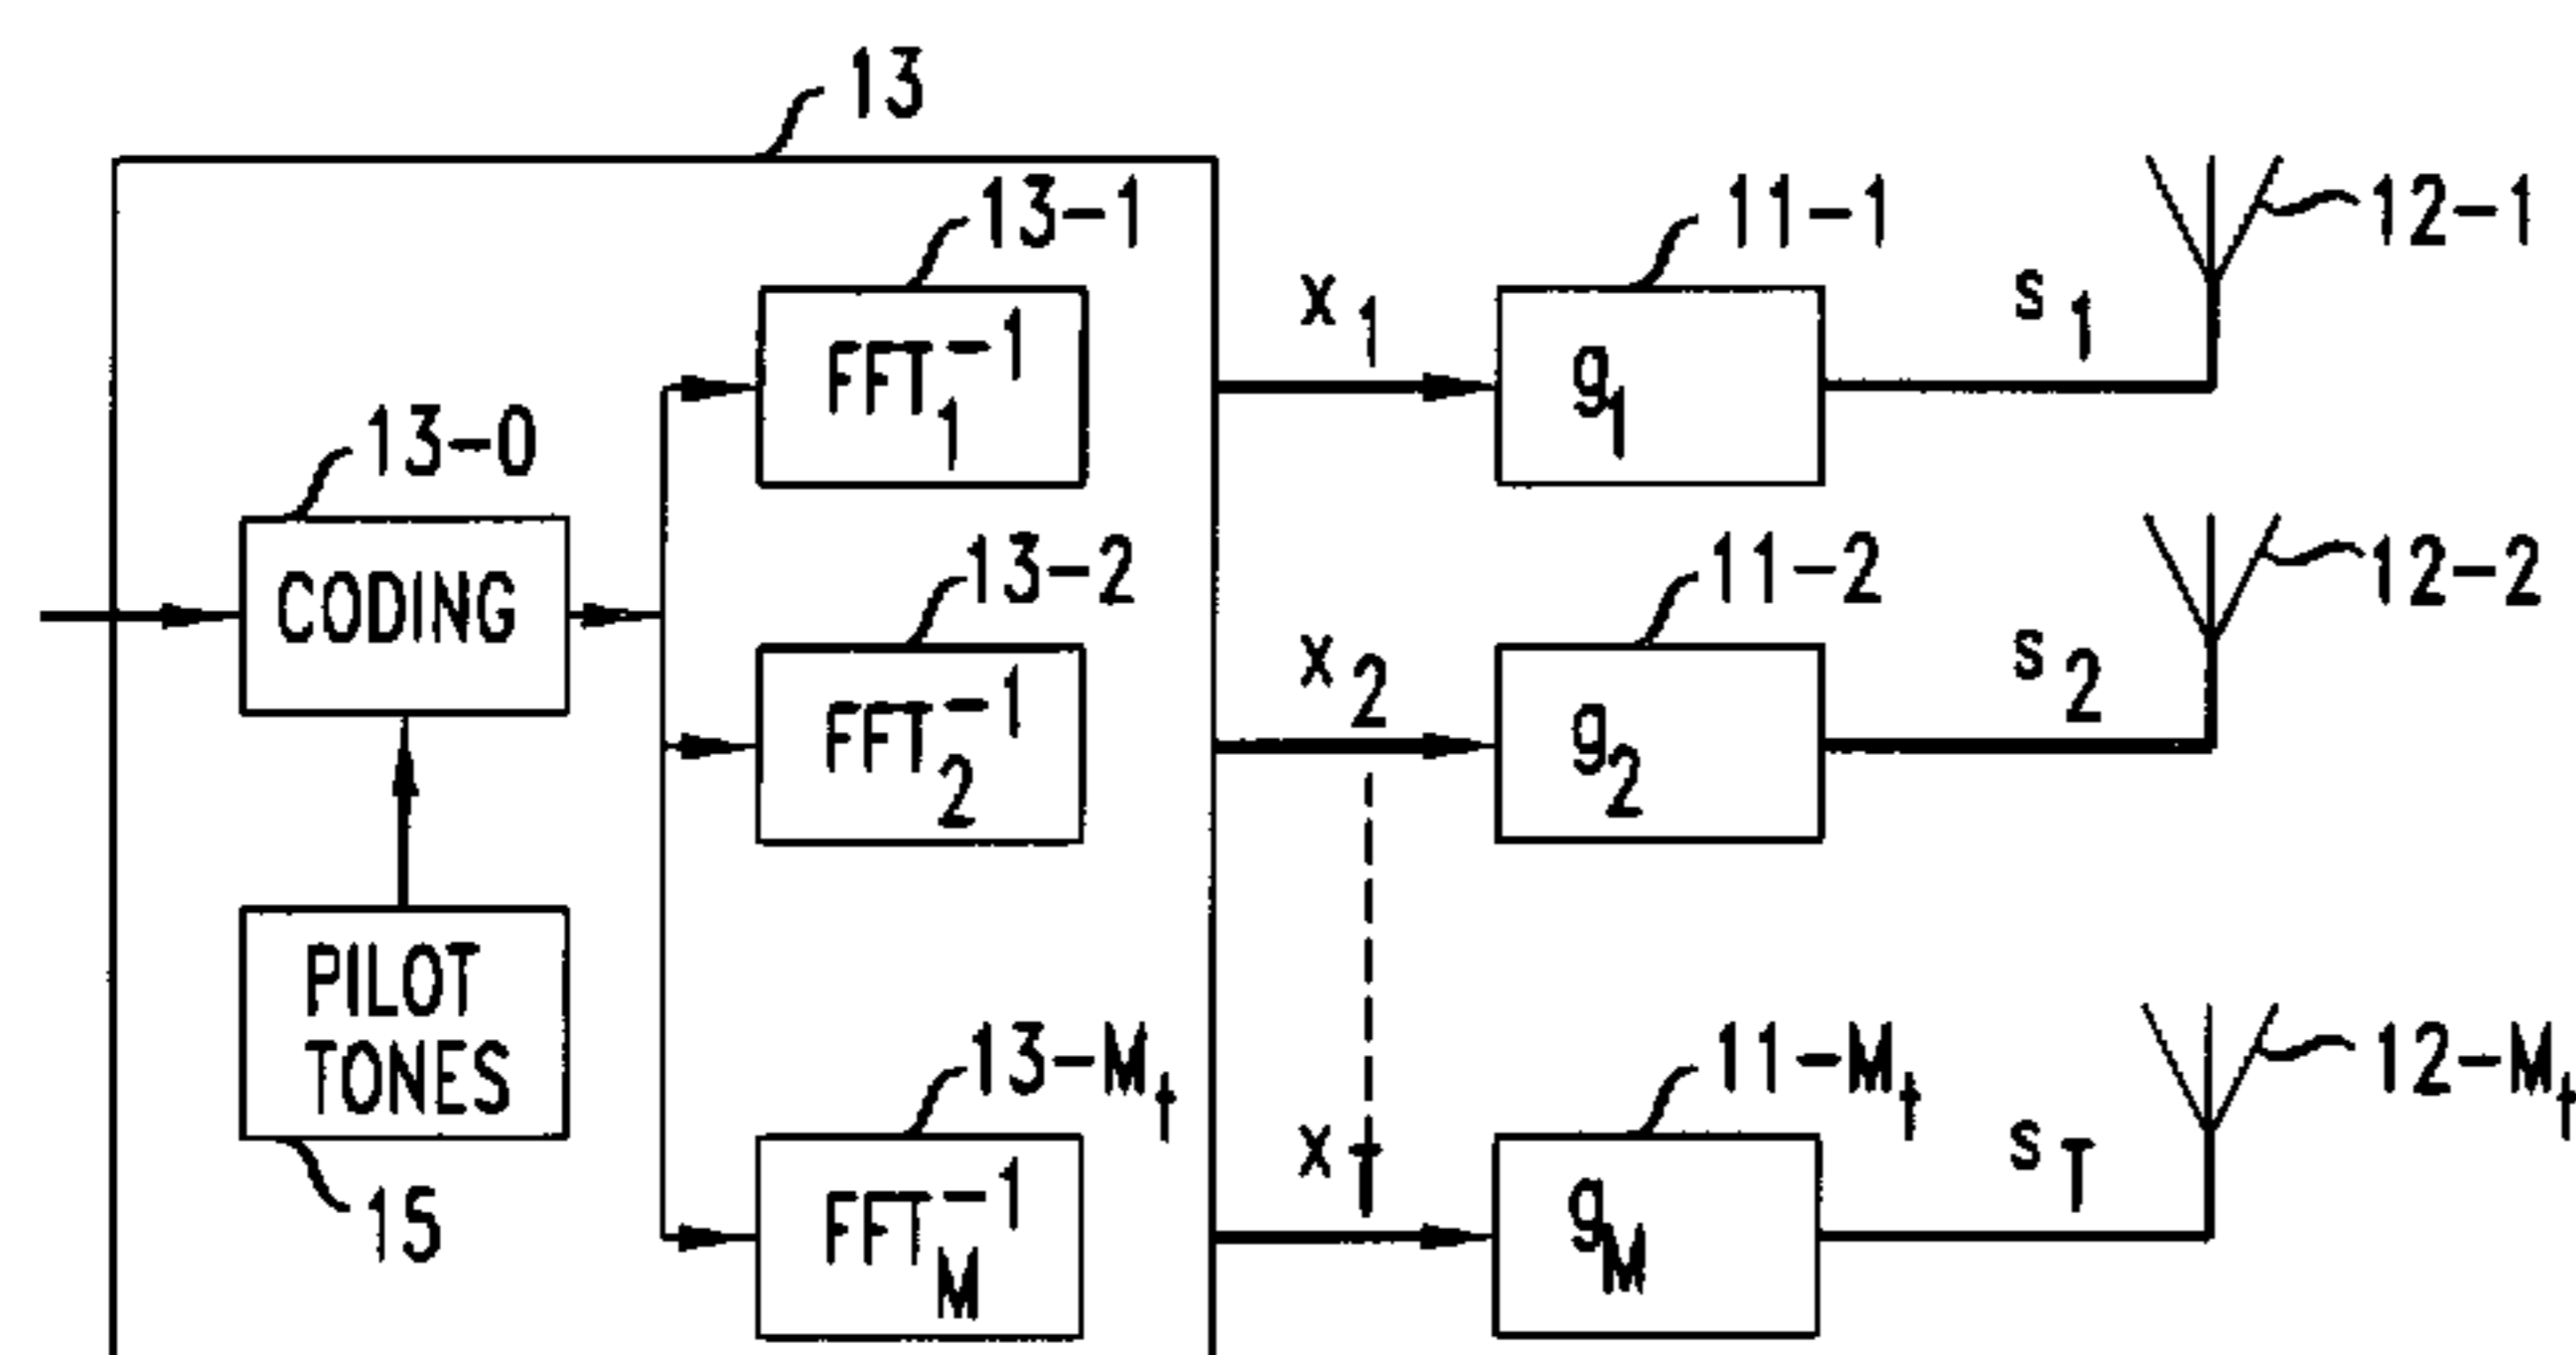 13
13-1
11-1
12-1
x1
s1
FFT1-1
g1
13-0
CODING
13-2
11-2
12-2
x2
s2
FFT2-1
g2
PILOT
TONES
13-Mt
11-Mt
12-Mt
xT
sT
FFTM-1
gM
15